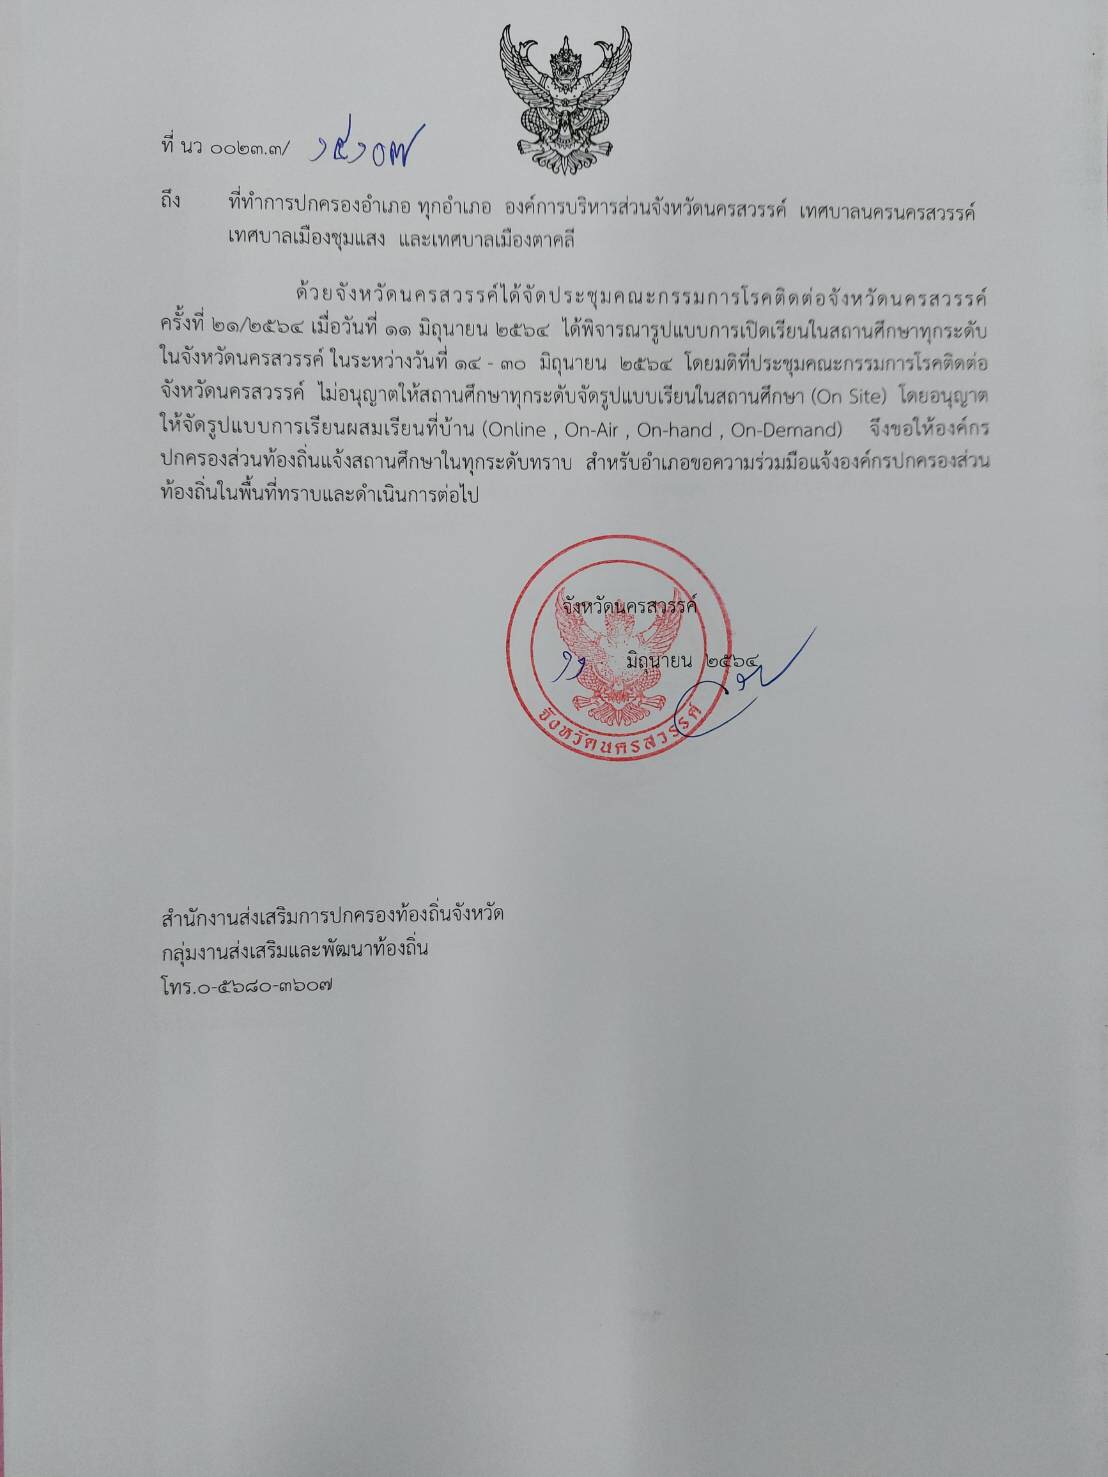 ที่ นว ๐๐๒๓.๓/ ว๕๑๐๗
ถึง ที่ทำการปกครองอำเภอ ทุกอำเภอ องค์การบริหารส่วนจังหวัดนครสวรรค์ เทศบาลนครนครสวรรค์
เทศบาลเมืองชุมแสง และเทศบาลเมืองตาคลี
ด้วยจังหวัดนครสวรรค์ได้จัดประชุมคณะกรรมการโรคติดต่อจังหวัดนครสวรรค์
ครั้งที่ ๒๑/๒๕๖๔ เมื่อวันที่ ๑๑ มิถุนายน ๒๕๖๔ ได้พิจารณารูปแบบการเปิดเรียนในสถานศึกษาทุกระดับ
ในจังหวัดนครสวรรค์ ในระหว่างวันที่ ๑๔ - ๓๐ มิถุนายน ๒๕๖๔ โดยมติที่ประชุมคณะกรรมการโรคติดต่อ
จังหวัดนครสวรรค์ ไม่อนุญาตให้สถานศึกษาทุกระดับจัดรูปแบบเรียนในสถานศึกษา (On Site) โดยอนุญาต
ให้จัดรูปแบบการเรียนผสมเรียนที่บ้าน (Online , On-Air , On-hand , On-Demand) จึงขอให้องค์กร
ปกครองส่วนท้องถิ่นแจ้งสถานศึกษาในทุกระดับทราบ สำหรับอำเภอขอความร่วมมือแจ้งองค์กรปกครองส่วน
ท้องถิ่นในพื้นที่ทราบและดำเนินการต่อไป
จังหวัดนครสวรรค์
๑๑ มิถุนายน ๒๕๖๔
จังหวัดนครสวรรค์
สำนักงานส่งเสริมการปกครองท้องถิ่นจังหวัด
กลุ่มงานส่งเสริมและพัฒนาท้องถิ่น
โทร.๐-๕๖๘๐-๓๖๐๗